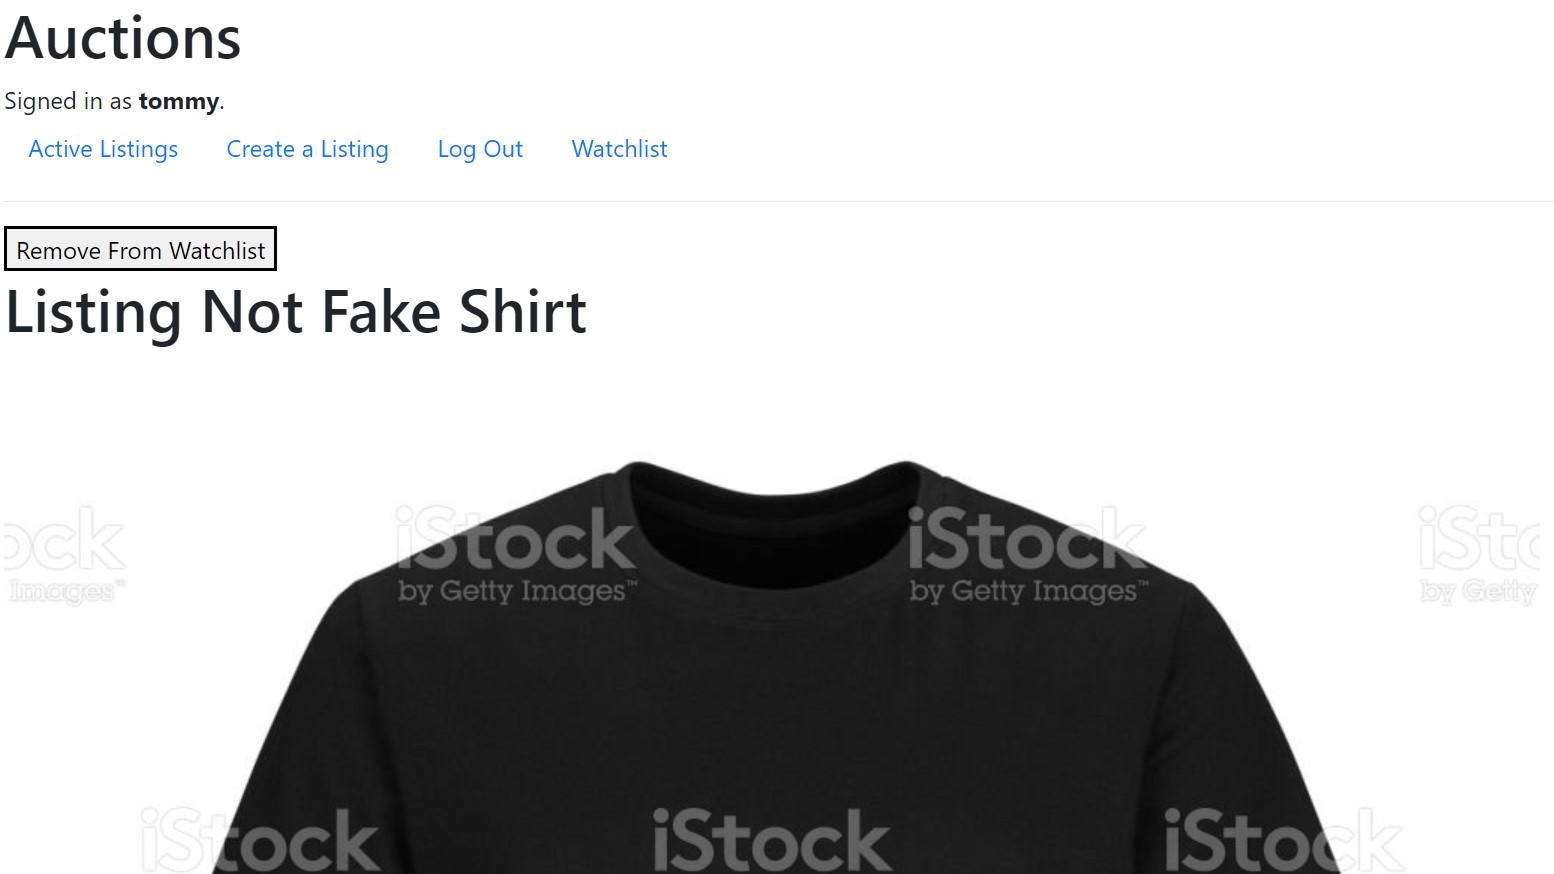 Auctions
Signed in as tommy.
Active Listings Create a Listing Log Out Watchlist
Remove From Watchlist
Listing Not Fake Shirt
ock iStock iStock iSto
Images™ by Getty Images™ by Getty Images™ by Getty
iStock iStock iStock